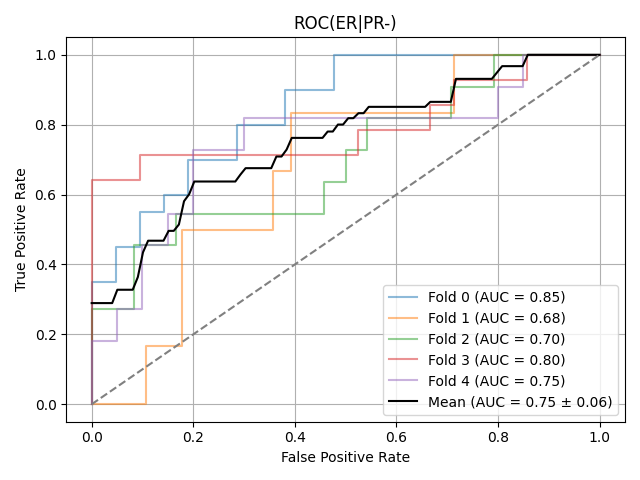 ROC(ER|PR-)
True Positive Rate
1.0
0.8
0.6
0.4
0.2
0.0
Fold 0 (AUC = 0.85)
Fold 1 (AUC = 0.68)
Fold 2 (AUC = 0.70)
Fold 3 (AUC = 0.80)
Fold 4 (AUC = 0.75)
Mean (AUC = 0.75 ± 0.06)
0.0 0.2 0.4 0.6 0.8 1.0
False Positive Rate